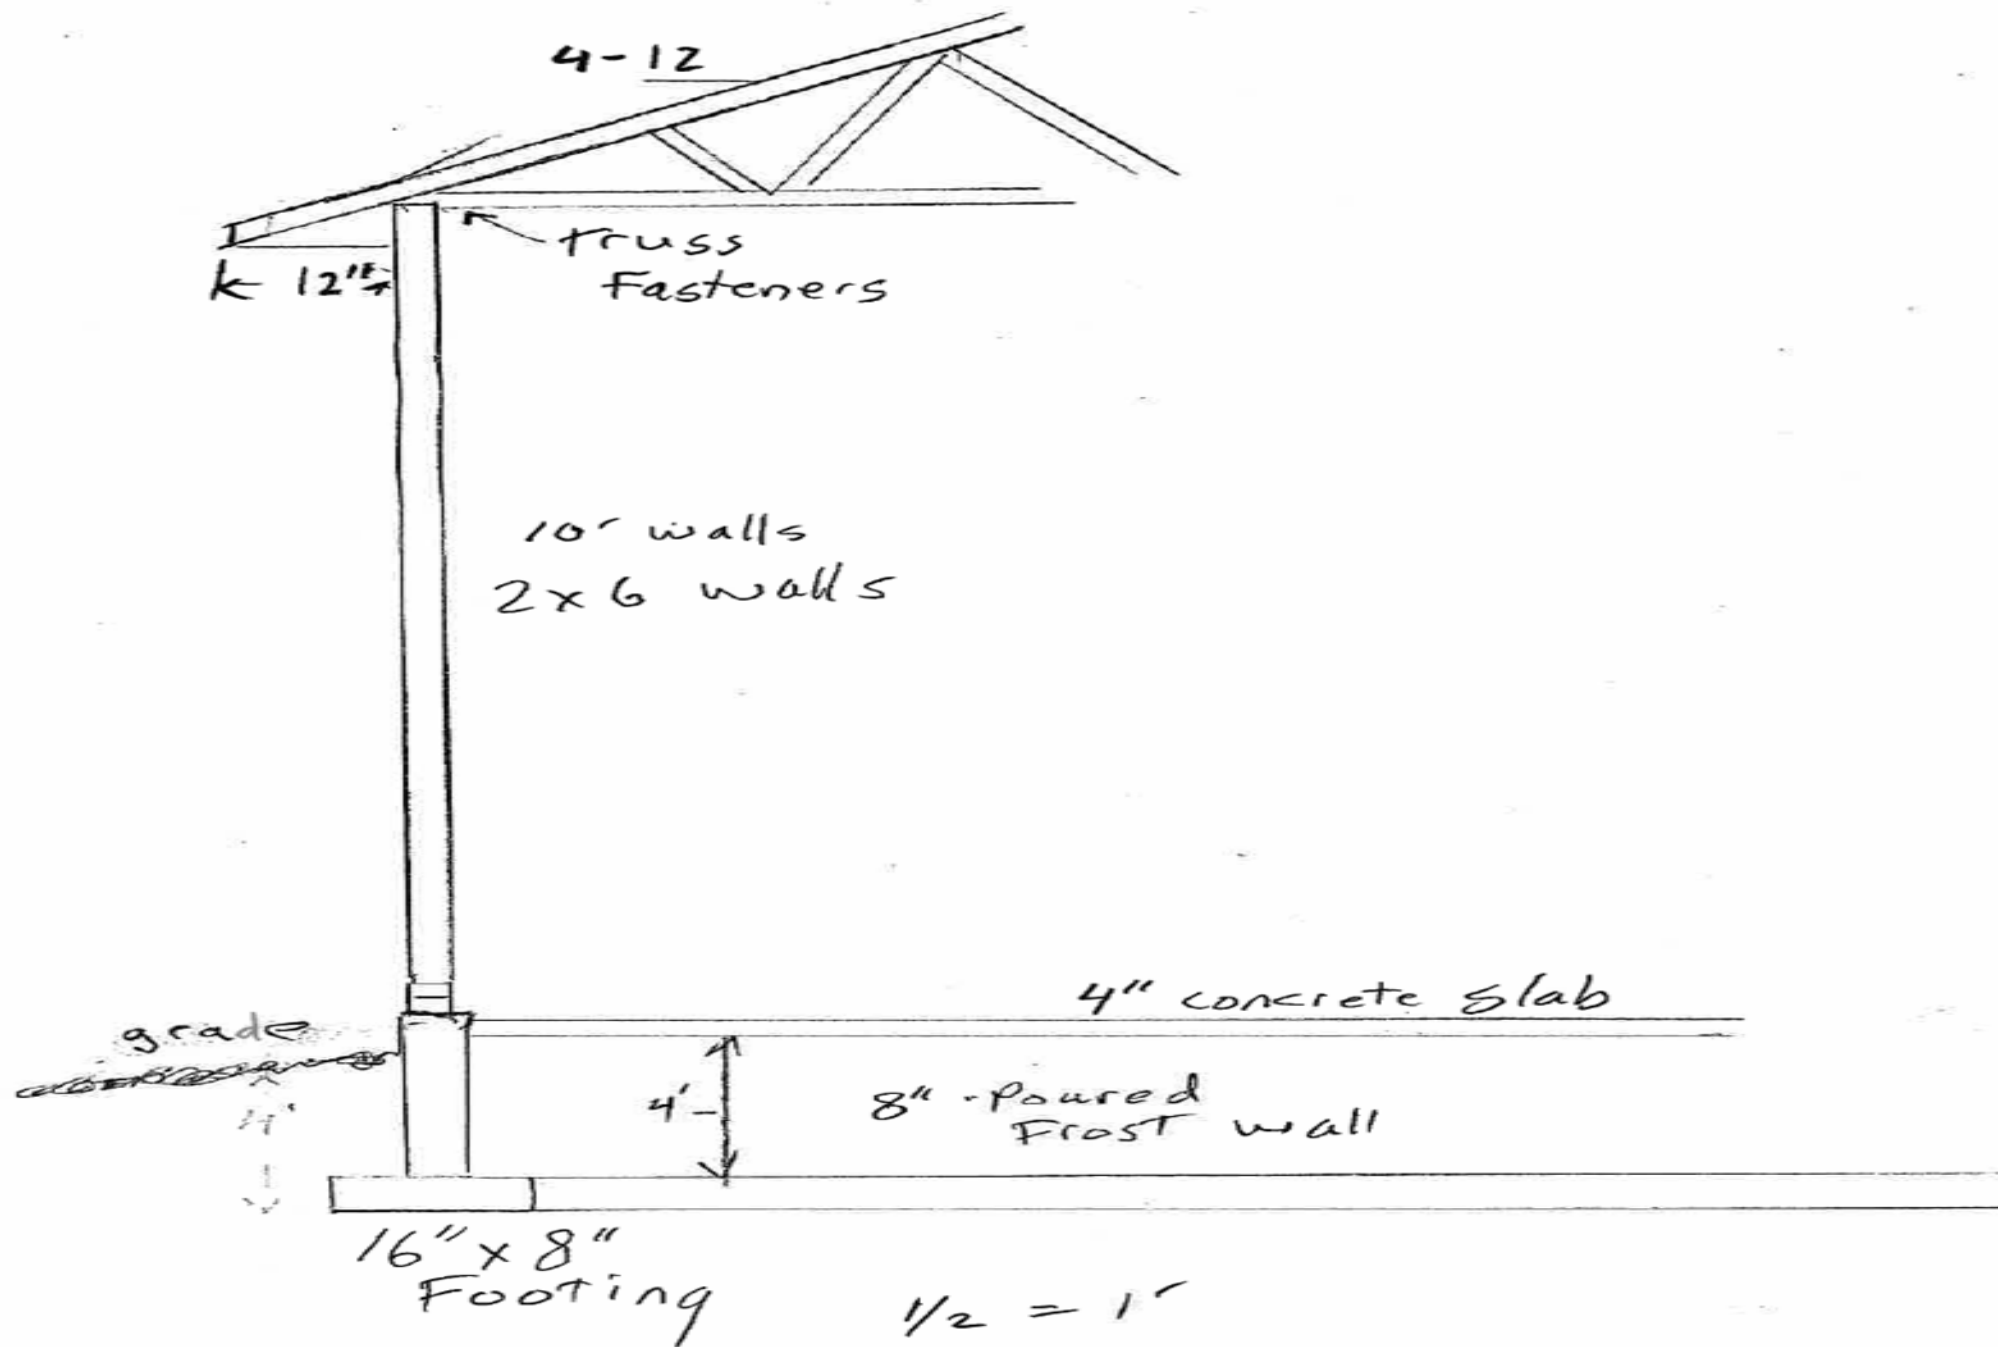 4-12
truss
Fasteners
12"
10' walls
2x6 walls
4" concrete slab
grade
4'
4'
8" - Poured
Frost wall
16" x 8"
Footing
1/2 = 1'